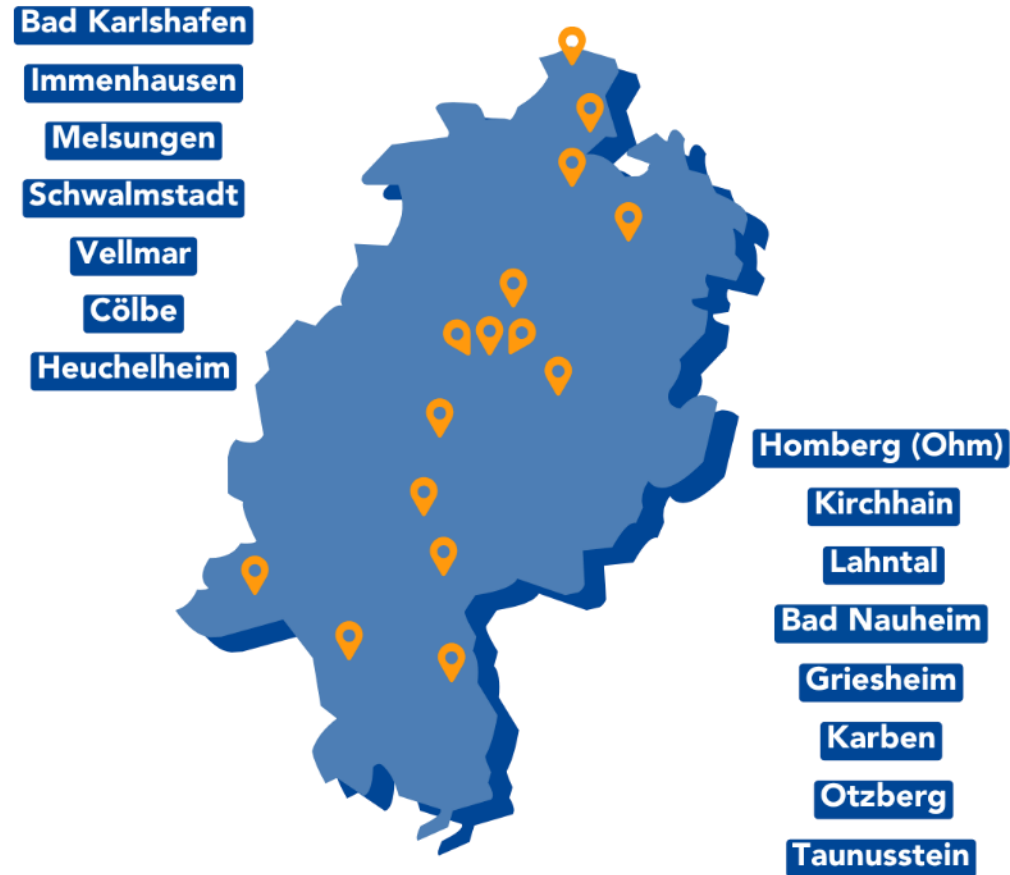 Bad Karlshafen
Immenhausen
Melsungen
Schwalmstadt
Vellmar
Cölbe
Heuchelheim
Homberg (Ohm)
Kirchhain
Lahntal
Bad Nauheim
Griesheim
Karben
Otzberg
Taunusstein